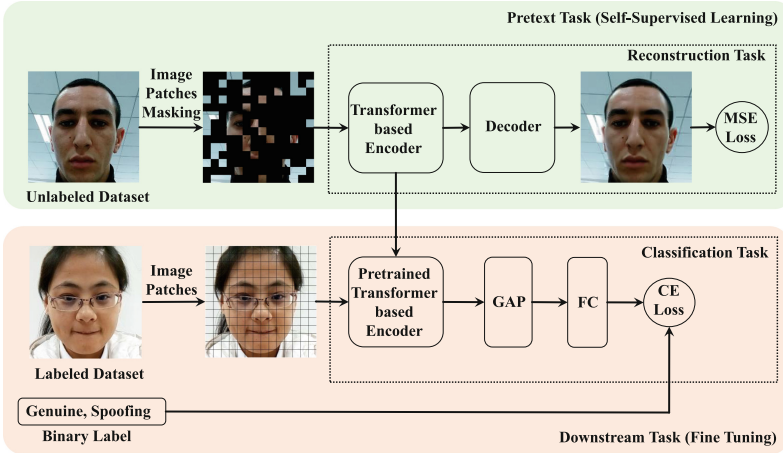 Pretext Task (Self-Supervised Learning)
Reconstruction Task
Image
Patches
Masking
Transformer
based
Encoder
Decoder
MSE
Loss
Unlabeled Dataset
Classification Task
Image
Patches
Pretrained
Transformer
based
Encoder
GAP
FC
CE
Loss
Labeled Dataset
Genuine, Spoofing
Binary Label
Downstream Task (Fine Tuning)